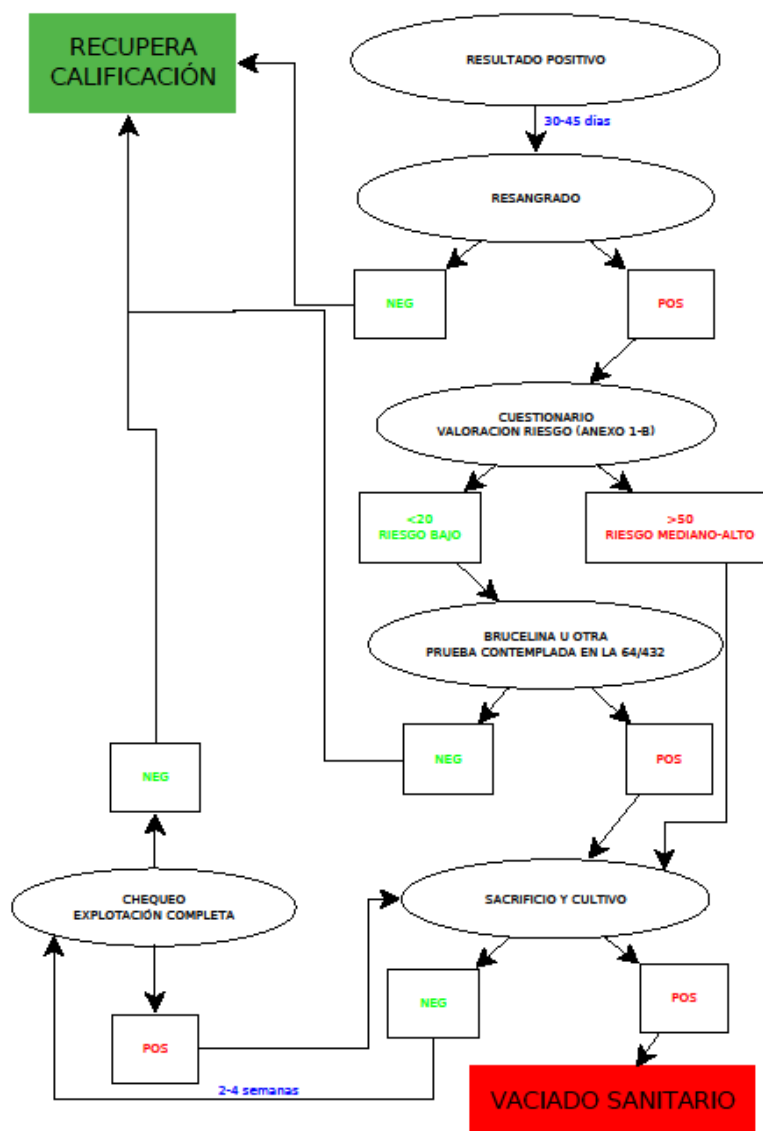 RECUPERA
CALIFICACIÓN
RESULTADO POSITIVO
30-45 dias
RESANGRADO
NEG
POS
CUESTIONARIO
VALORACION RIESGO (ANEXO 1-B)
<20
RIESGO BAJO
>50
RIESGO MEDIANO-ALTO
BRUCELINA U OTRA
PRUEBA CONTEMPLADA EN LA 64/432
NEG
NEG
POS
CHEQUEO
EXPLOTACIÓN COMPLETA
SACRIFICIO Y CULTIVO
NEG
POS
POS
2-4 semanas
VACIADO SANITARIO